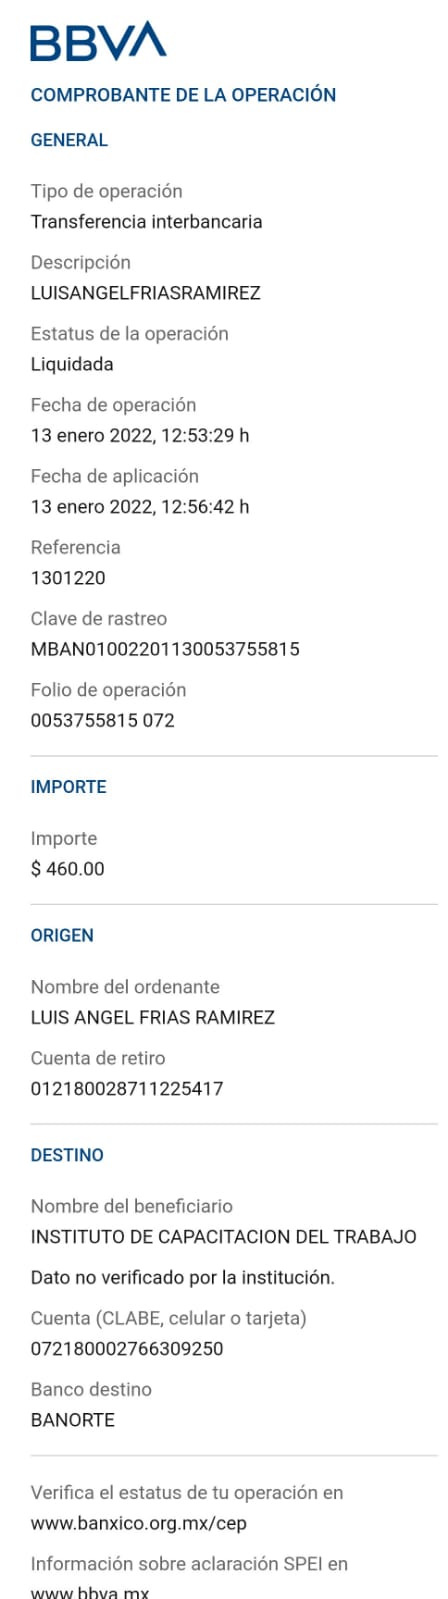 BBVA
COMPROBANTE DE LA OPERACIÓN
GENERAL
Tipo de operación
Transferencia interbancaria
Descripción
LUISANGELFRIASRAMIREZ
Estatus de la operación
Liquidada
Fecha de operación
13 enero 2022, 12:53:29 h
Fecha de aplicación
13 enero 2022, 12:56:42 h
Referencia
1301220
Clave de rastreo
MBAN01002201130053755815
Folio de operación
0053755815 072
IMPORTE
Importe
$ 460.00
ORIGEN
Nombre del ordenante
LUIS ANGEL FRIAS RAMIREZ
Cuenta de retiro
012180028711225417
DESTINO
Nombre del beneficiario
INSTITUTO DE CAPACITACION DEL TRABAJO
Dato no verificado por la institución.
Cuenta (CLABE, celular o tarjeta)
072180002766309250
Banco destino
BANORTE
Verifica el estatus de tu operación en
www.banxico.org.mx/cep
Información sobre aclaración SPEI en
www.bbva.mx